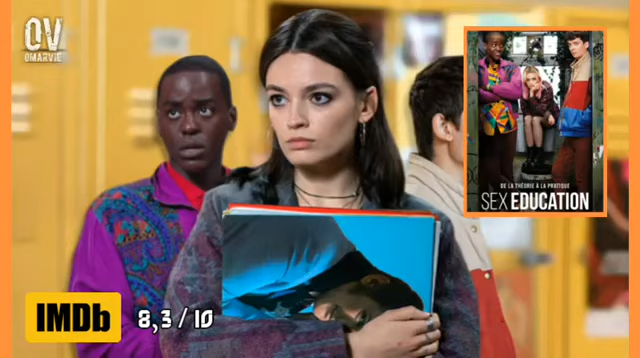 OV
OMARVIE
DE LA THÉORIE À LA PRATIQUE
SEX EDUCATION
IMDb
8,3 / 10